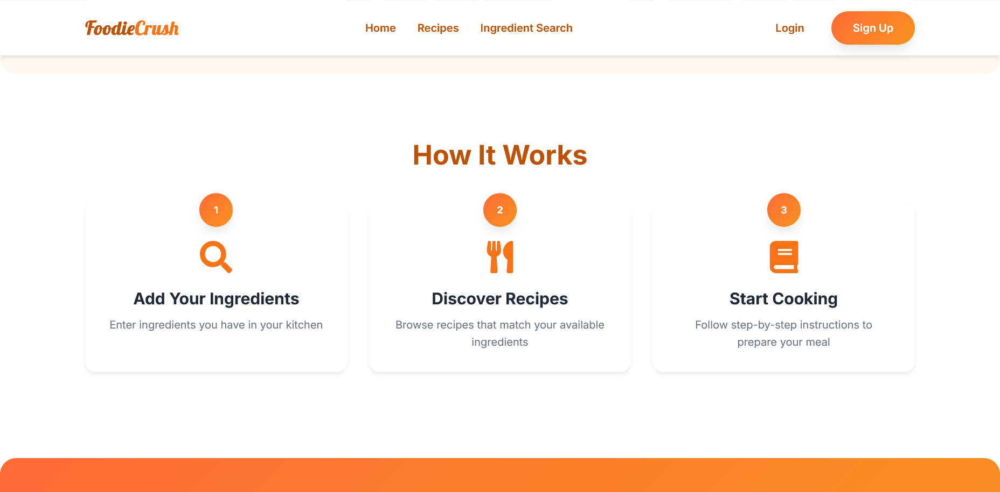 FoodieCrush
Home
Recipes
Ingredient Search
Login
Sign Up
How It Works
1
Add Your Ingredients
Enter ingredients you have in your kitchen
2
Discover Recipes
Browse recipes that match your available
ingredients
3
Start Cooking
Follow step-by-step instructions to
prepare your meal